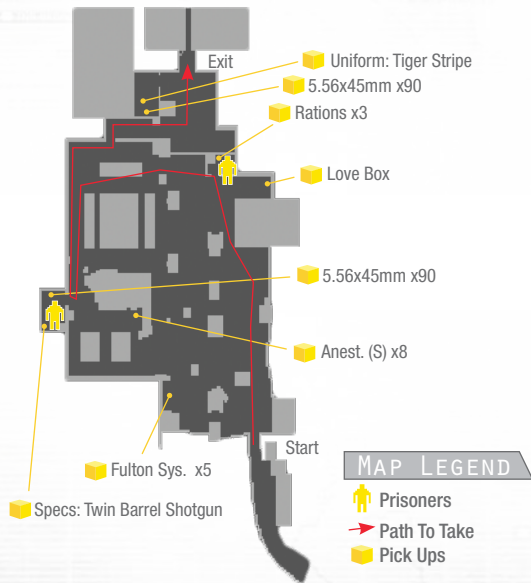 Exit
Uniform: Tiger Stripe
5.56x45mm x90
Rations x3
Love Box
5.56x45mm x90
Anest. (S) x8
Start
Fulton Sys. x5
Specs: Twin Barrel Shotgun
MAP LEGEND
Prisoners
Path To Take
Pick Ups